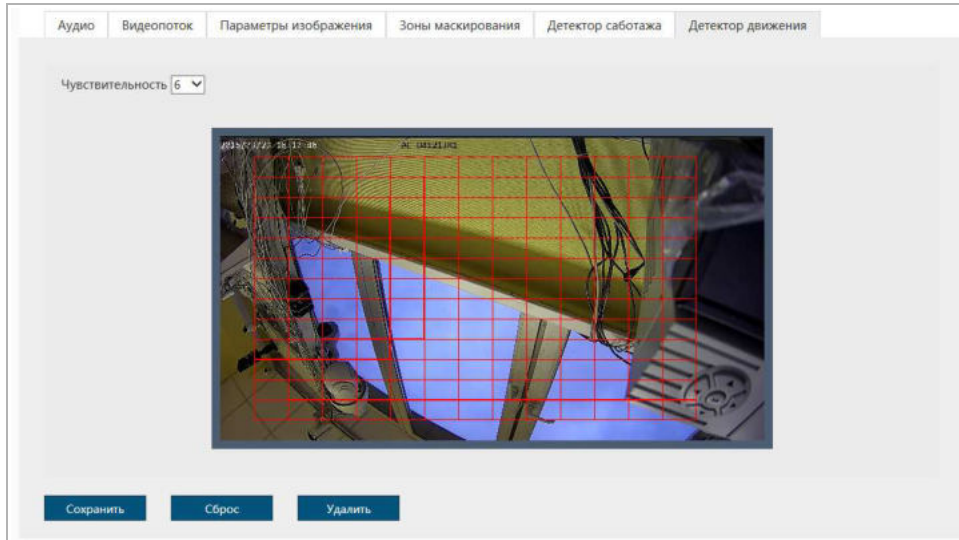 Аудио Видеопоток Параметры изображения Зоны маскирования Детектор саботажа Детектор движения
Чувствительность 6
Сохранить Сброс Удалить